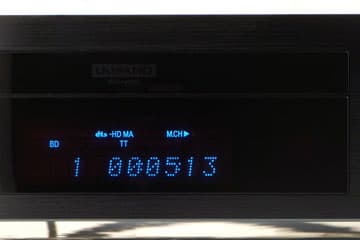 dts-HD MA M.CH▶
BD TT
1 000513